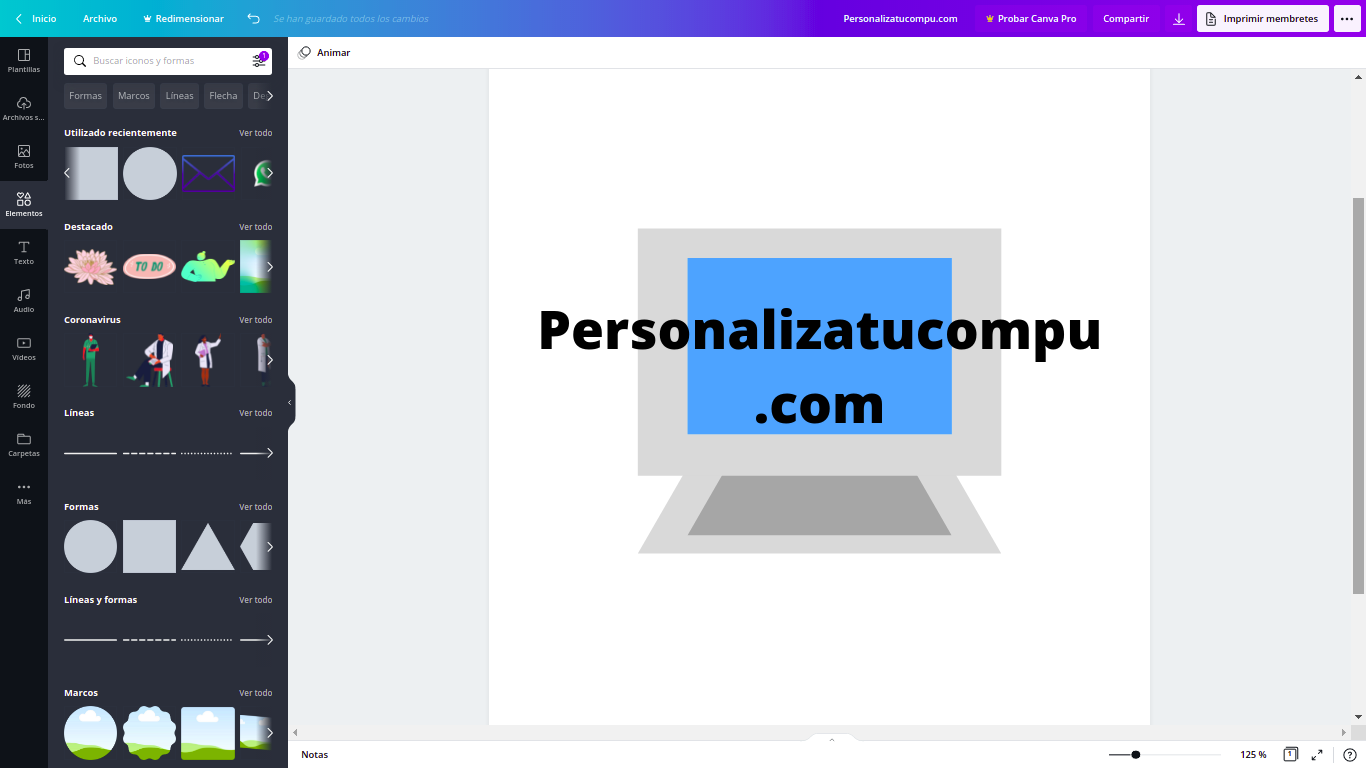 Inicio
Archivo
Redimensionar
Se han guardado todos los cambios
Personalizatucompu.com
Probar Canva Pro
Compartir
Imprimir membretes
Plantillas
Archivos s...
Fotos
Elementos
Texto
Audio
Vídeos
Fondo
Carpetas
Más
1
Buscar iconos y formas
Formas
Marcos
Líneas
Flecha
Utilizado recientemente
Ver todo
Destacado
Ver todo
TO DO
Coronavirus
Ver todo
Líneas
Ver todo
Formas
Ver todo
Líneas y formas
Ver todo
Marcos
Ver todo
Animar
Personalizatucompu
.com
Notas
125 %
1